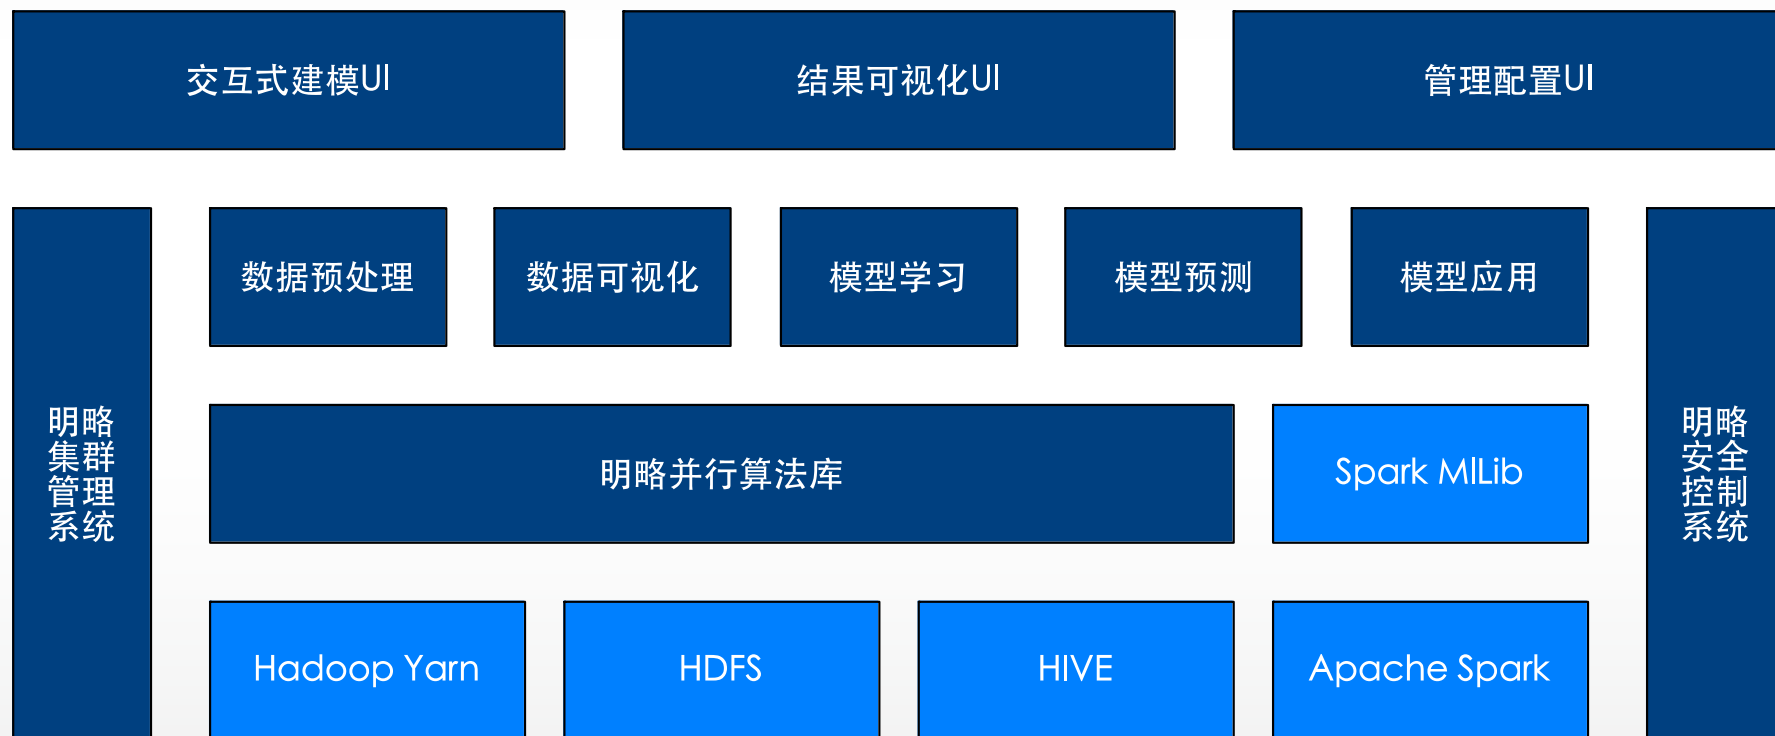 交互式建模UI
结果可视化UI
管理配置UI
数据预处理
数据可视化
模型学习
模型预测
模型应用
明略
集群
管理
系统
明略并行算法库
Spark MlLib
明略
安全
控制
系统
Hadoop Yarn
HDFS
HIVE
Apache Spark